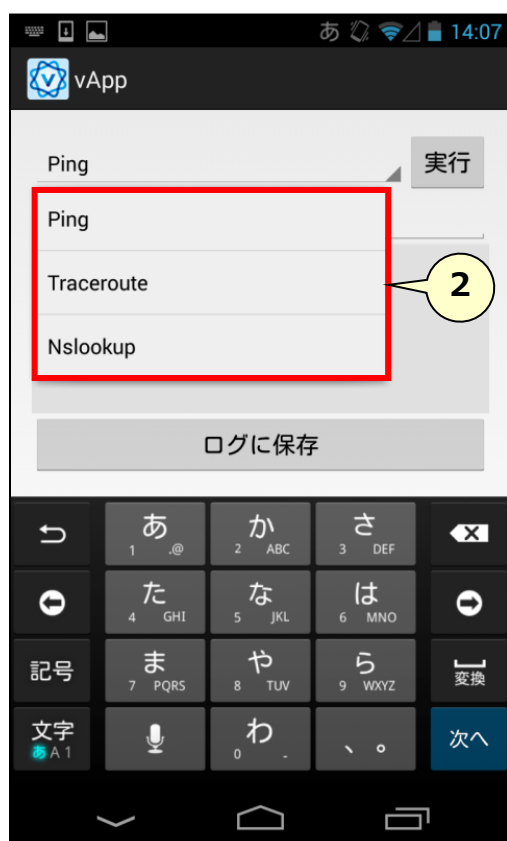 あ 14:07
vApp
Ping 実行
Ping
Traceroute
Nslookup
2
ログに保存
あ か さ
1 .@ 2 ABC 3 DEF
た な は
4 GHI 5 JKL 6 MNO
記号 ま や ら 変換
7 PQRS 8 TUV 9 WXYZ
文字 わ 、。 次へ
あA1 0 -